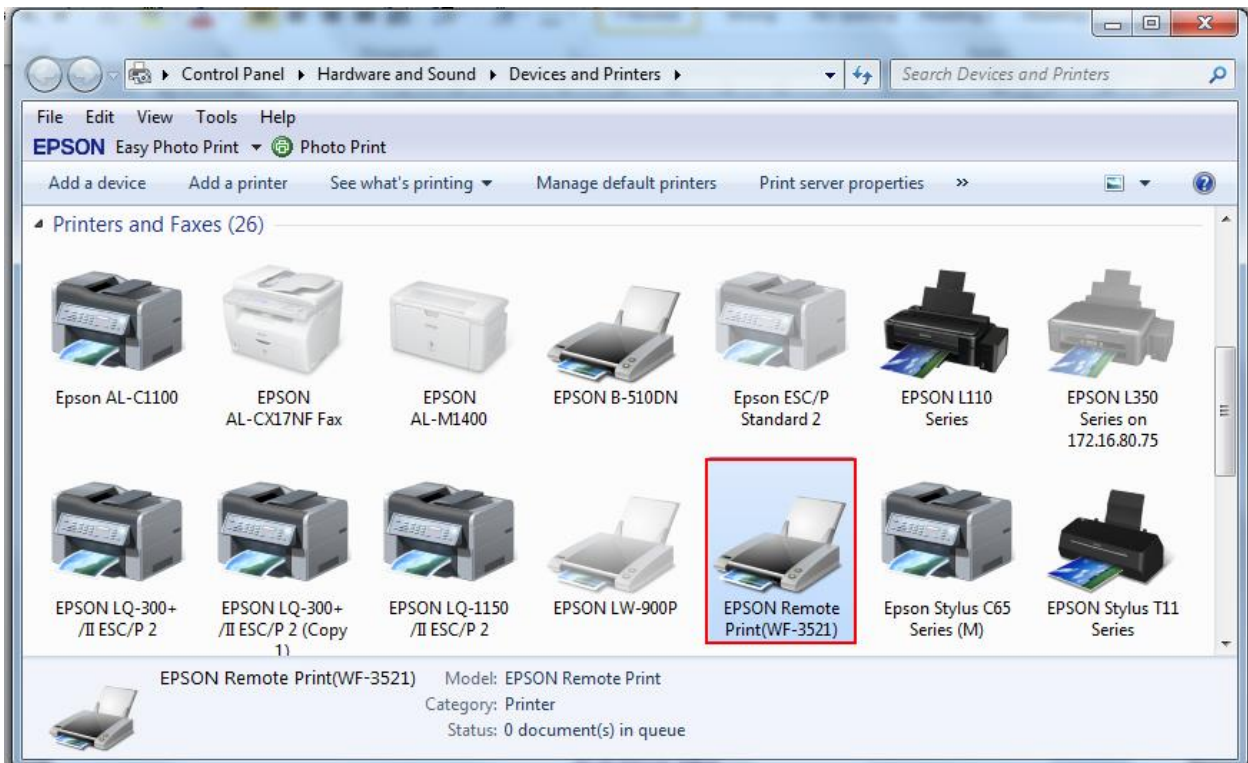 Control Panel Hardware and Sound Devices and Printers Search Devices and Printers
File Edit View Tools Help
EPSON Easy Photo Print Photo Print
Add a device Add a printer See what's printing Manage default printers Print server properties »
Printers and Faxes (26)
Epson AL-C1100
EPSON
AL-CX17NF Fax
EPSON
AL-M1400
EPSON B-510DN
Epson ESC/P
Standard 2
EPSON L110
Series
EPSON L350
Series on
172.16.80.75
EPSON LQ-300+
/II ESC/P 2
EPSON LQ-300+
/II ESC/P 2 (Copy
1)
EPSON LQ-1150
/II ESC/P 2
EPSON LW-900P
EPSON Remote
Print(WF-3521)
Epson Stylus C65
Series (M)
EPSON Stylus T11
Series
EPSON Remote Print(WF-3521) Model: EPSON Remote Print
Category: Printer
Status: 0 document(s) in queue